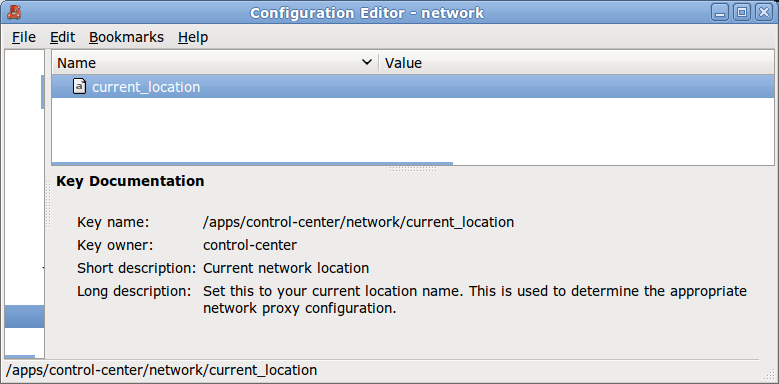 Configuration Editor - network
File Edit Bookmarks Help
Name Value
a current_location
Key Documentation
Key name: /apps/control-center/network/current_location
Key owner: control-center
Short description: Current network location
Long description: Set this to your current location name. This is used to determine the appropriate
network proxy configuration.
/apps/control-center/network/current_location